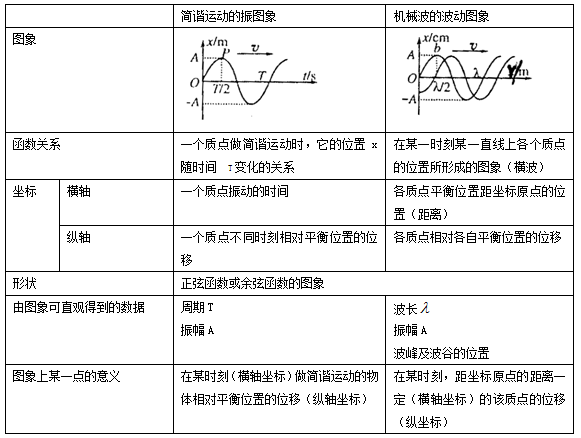 简谐运动的振图象 机械波的波动图象
图象
x/m P v A O T/2 T t/s -A
x/cm b v A O λ/2 λ Y/m -A
函数关系 一个质点做简谐运动时，它的位置 x 在某一时刻某一直线上各个质点
随时间 T变化的关系 的位置所形成的图象（横波）
坐标 横轴 一个质点振动的时间 各质点平衡位置距坐标原点的位
置（距离）
纵轴 一个质点不同时刻相对平衡位置的位 各质点相对各自平衡位置的位移
移
形状 正弦函数或余弦函数的图象
由图象可直观得到的数据 周期 T 波长λ
振幅 A 振幅 A
波峰及波谷的位置
图象上某一点的意义 在某时刻（横轴坐标）做简谐运动的物 在某时刻，距坐标原点的距离一
体相对平衡位置的位移（纵轴坐标） 定（横轴坐标）的该质点的位移
（纵坐标）